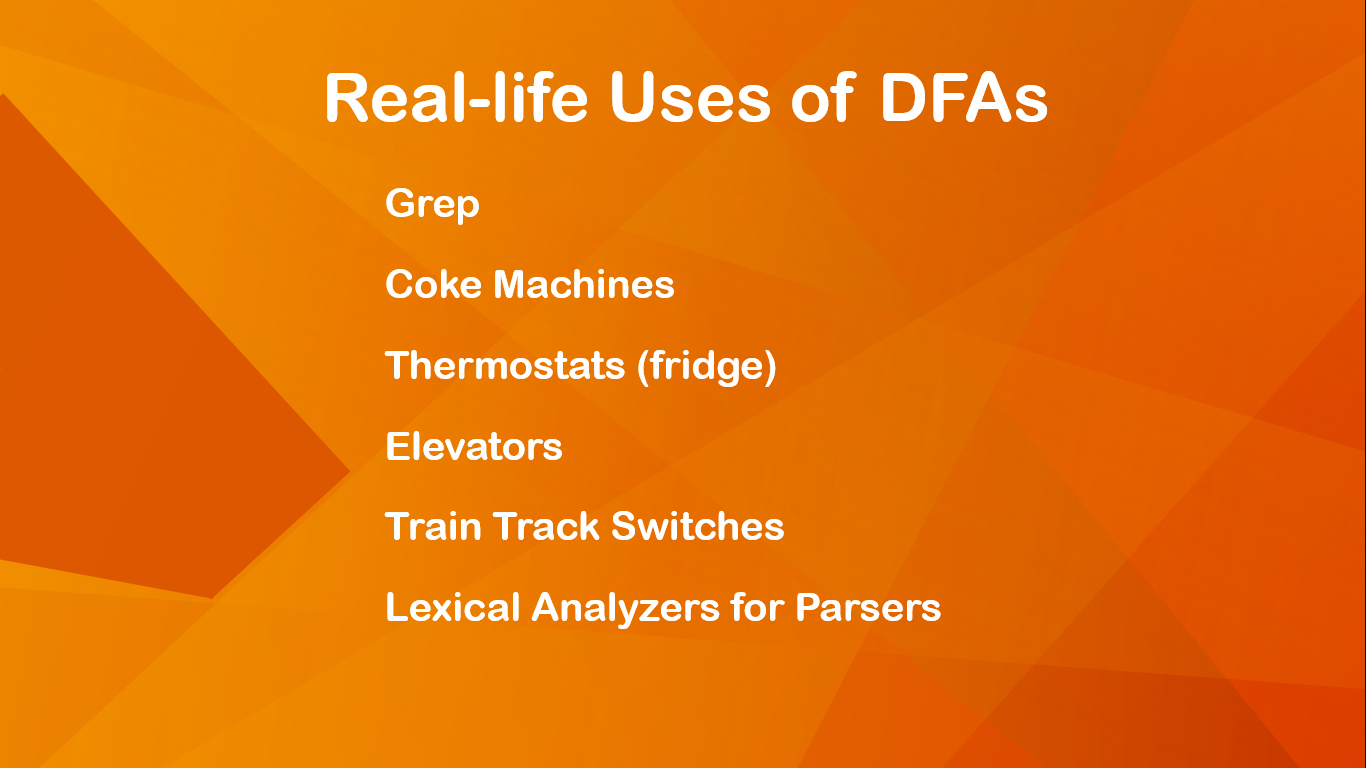 Real-life Uses of DFAs
Grep
Coke Machines
Thermostats (fridge)
Elevators
Train Track Switches
Lexical Analyzers for Parsers